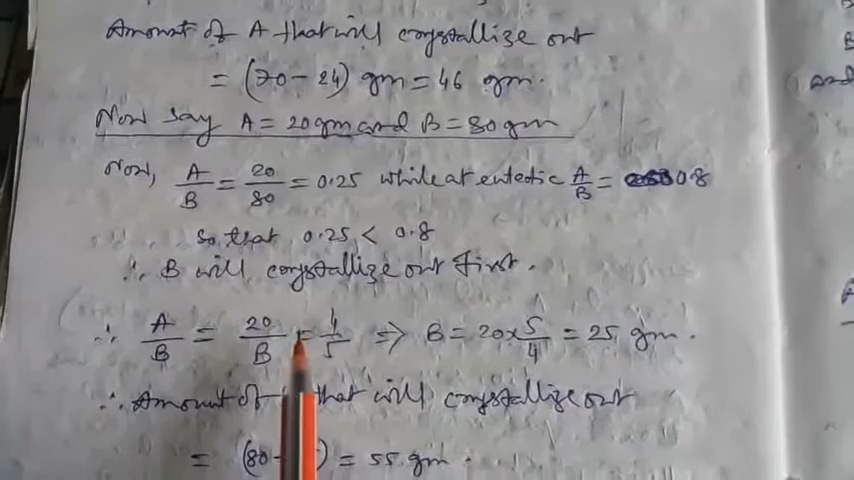 Amount of A that will crystallize out
= (70 - 24) gm = 46 gm.
Now say A = 20 gm and B = 80 gm
Now, A/B = 20/80 = 0.25 while at eutectic A/B = 0.8
So that 0.25 < 0.8
∴ B will crystallize out first.
∴ A/B = 20/B = 4/5 ⇒ B = 20 × 5/4 = 25 gm.
∴ Amount of that will crystallize out
= (80 - ) = 55 gm.
and